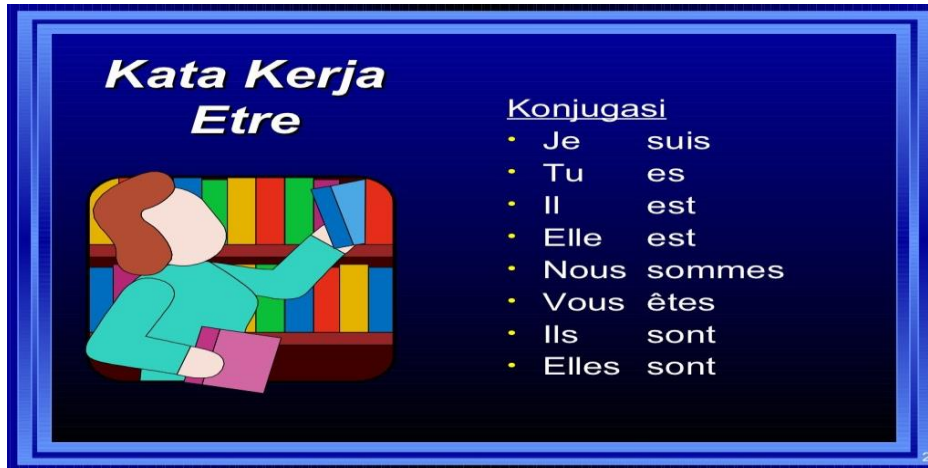 Kata Kerja
Etre
Konjugasi
• Je suis
• Tu es
• Il est
• Elle est
• Nous sommes
• Vous êtes
• Ils sont
• Elles sont
2